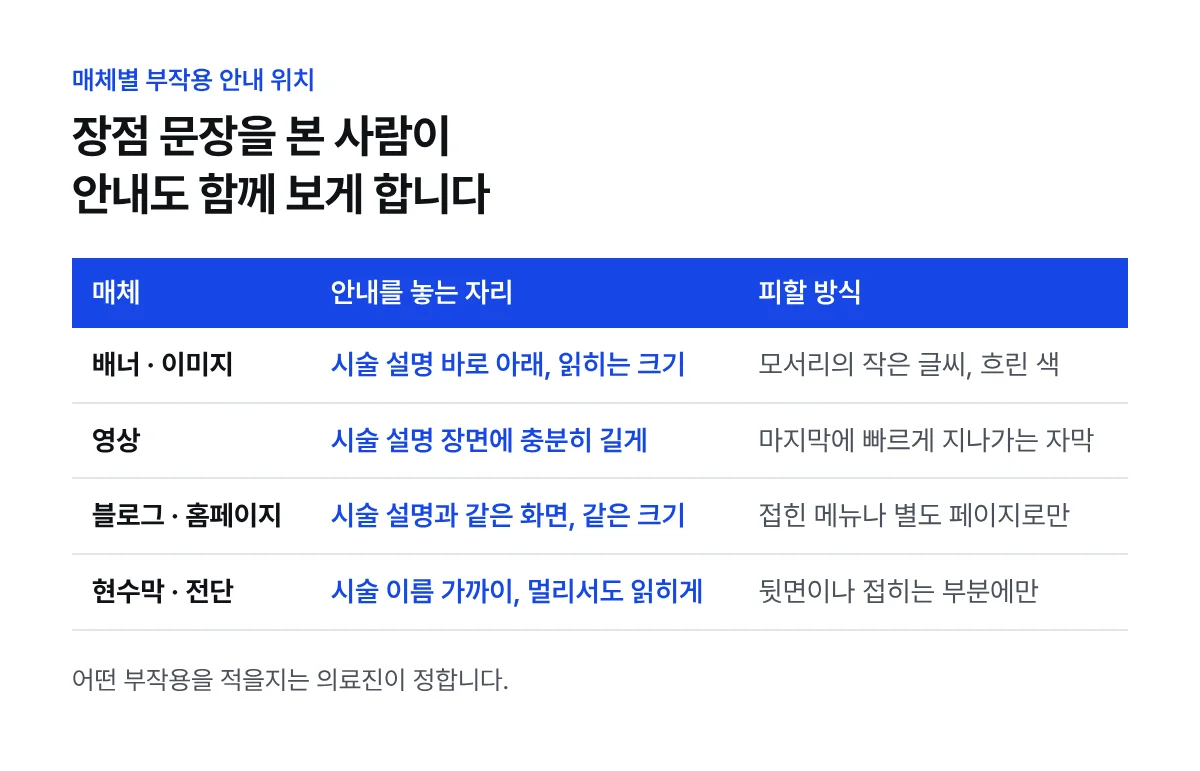 매체별 부작용 안내 위치
장점 문장을 본 사람이
안내도 함께 보게 합니다
매체 안내를 놓는 자리 피할 방식
배너 · 이미지 시술 설명 바로 아래, 읽히는 크기 모서리의 작은 글씨, 흐린 색
영상 시술 설명 장면에 충분히 길게 마지막에 빠르게 지나가는 자막
블로그 · 홈페이지 시술 설명과 같은 화면, 같은 크기 접힌 메뉴나 별도 페이지로만
현수막 · 전단 시술 이름 가까이, 멀리서도 읽히게 뒷면이나 접히는 부분에만
어떤 부작용을 적을지는 의료진이 정합니다.